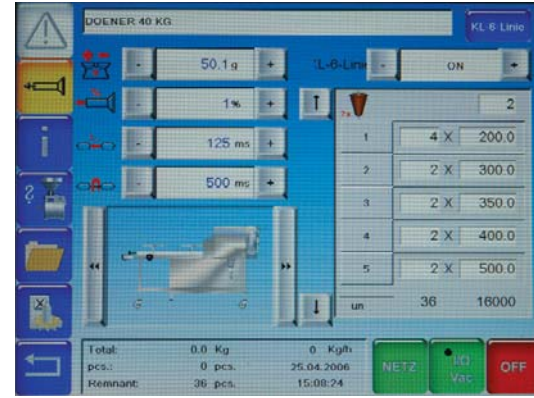 DOENER 40 KG
KL-6-Linie
- 50.1 g +
KL-6-Linie - ON +
- 1% +
- 125 ms +
- 500 ms +
7x 2
1 4 X 200.0
2 2 X 300.0
3 2 X 350.0
4 2 X 400.0
5 2 X 500.0
un 36 16000
Total: 0.0 Kg 0 Kg/h
pcs.: 0 pcs. 25.04.2006
Remnant: 36 pcs. 15:08:24
NETZ
Vac
OFF